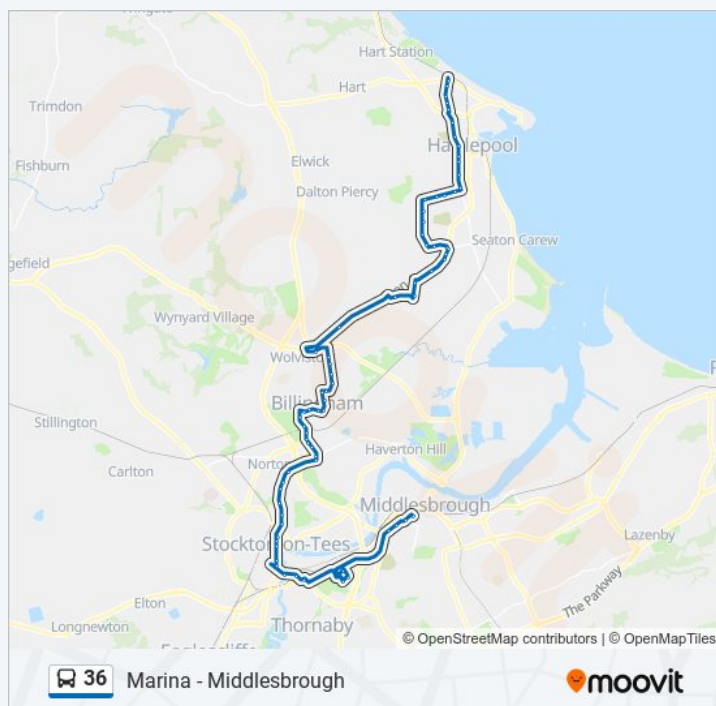 Trimdon
Hart Station
Hart
Fishburn
Elwick
Hartlepool
Dalton Piercy
Seaton Carew
Wynyard Village
Wolviston
Billingham
Stillington
Carlton
Norton
Haverton Hill
Middlesbrough
Stockton-on-Tees
Lazenby
Elton
The Parkway
Longnewton
Thornaby
© OpenStreetMap contributors | © OpenMapTiles
36 Marina - Middlesbrough
moovit